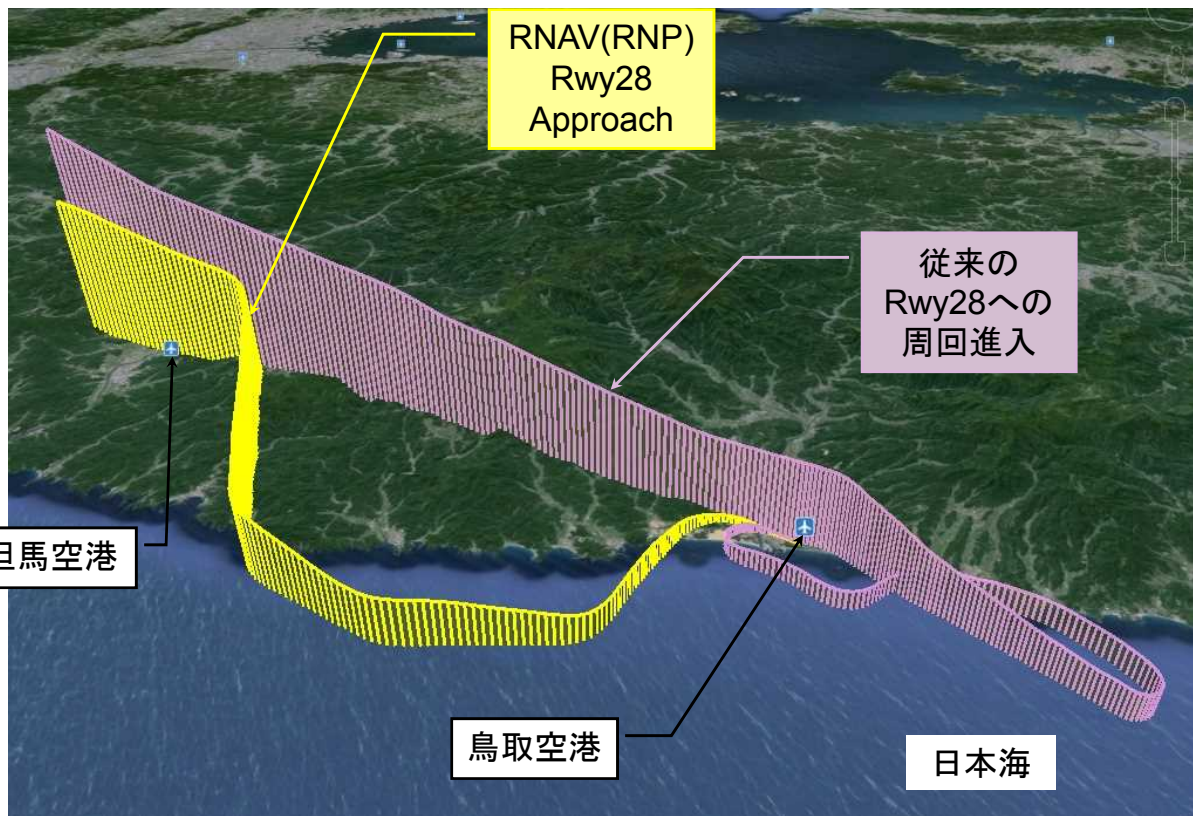 RNAV(RNP)
Rwy28
Approach
従来の
Rwy28への
周回進入
但馬空港
鳥取空港
日本海